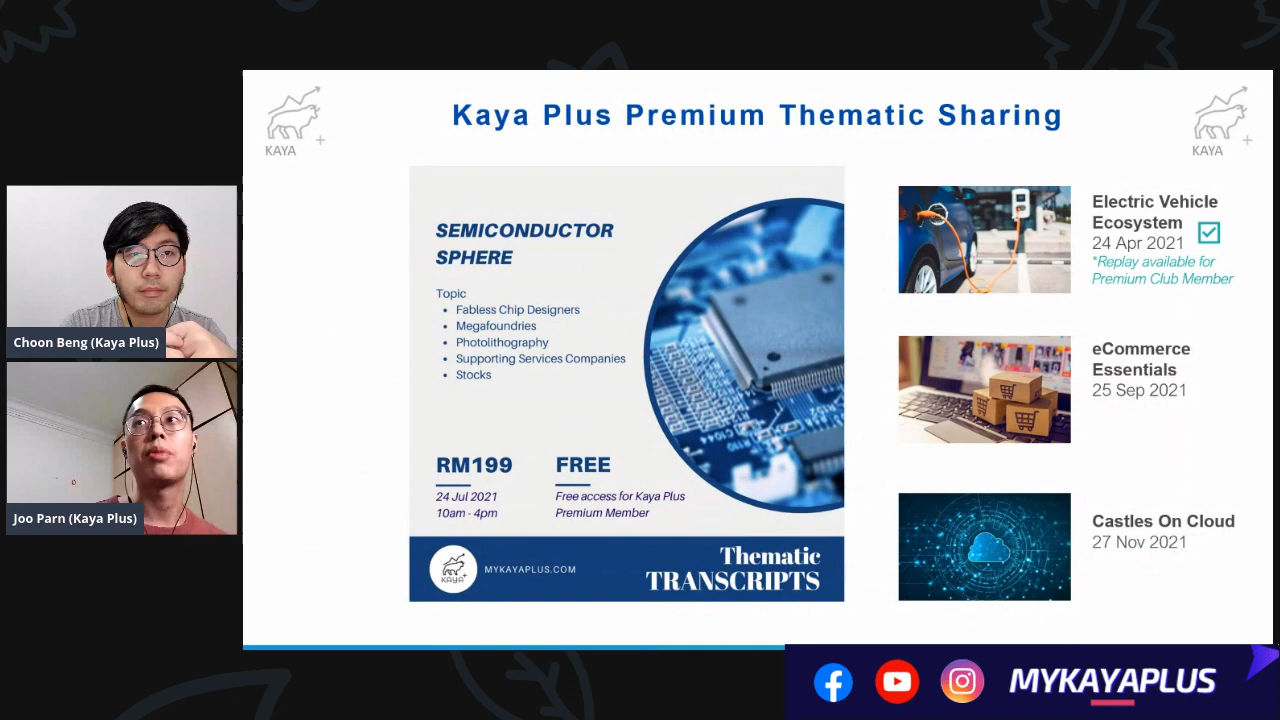 Kaya Plus Premium Thematic Sharing
KAYA
KAYA
Choon Beng (Kaya Plus)
Joo Parn (Kaya Plus)
SEMICONDUCTOR
SPHERE
Topic
• Fabless Chip Designers
• Megafoundries
• Photolithography
• Supporting Services Companies
• Stocks
RM199
24 Jul 2021
10am - 4pm
FREE
Free access for Kaya Plus
Premium Member
KAYA
MYKAYAPLUS.COM
Thematic
TRANSCRIPTS
Electric Vehicle
Ecosystem
24 Apr 2021
*Replay available for
Premium Club Member
eCommerce
Essentials
25 Sep 2021
Castles On Cloud
27 Nov 2021
MYKAYAPLUS